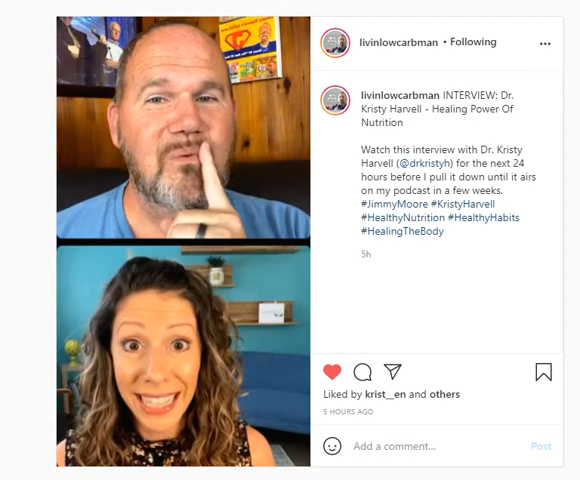 livinlowcarbman • Following
livinlowcarbman INTERVIEW: Dr.
Kristy Harvell - Healing Power Of
Nutrition
Watch this interview with Dr. Kristy
Harvell (@drkristyh) for the next 24
hours before I pull it down until it airs
on my podcast in a few weeks.
#JimmyMoore #KristyHarvell
#HealthyNutrition #HealthyHabits
#HealingTheBody
5h
Liked by krist__en and others
5 HOURS AGO
Add a comment... Post